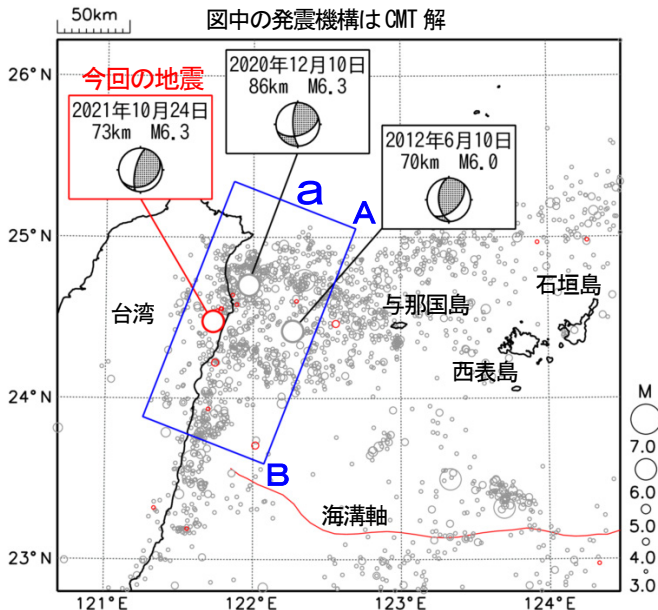 50km
図中の発震機構は CMT 解
26°N
25°N
24°N
23°N
121°E
122°E
123°E
124°E
今回の地震
2021年10月24日
73km M6.3
2020年12月10日
86km M6.3
2012年6月10日
70km M6.0
a
A
B
台湾
与那国島
石垣島
西表島
海溝軸
M
7.0
6.0
5.0
4.0
3.0